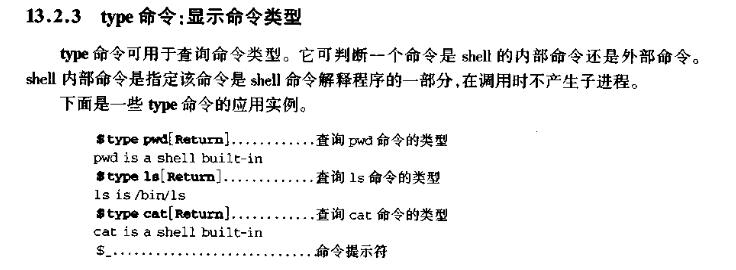 13.2.3 type 命令:显示命令类型
type 命令可用于查询命令类型。它可判断一个命令是 shell 的内部命令还是外部命令。
shell 内部命令是指定该命令是 shell 命令解释程序的一部分,在调用时不产生子进程。
下面是一些 type 命令的应用实例。
$type pwd[Return]............查询 pwd 命令的类型
pwd is a shell built-in
$type ls[Return].............查询 ls 命令的类型
ls is /bin/ls
$type cat[Return]............查询 cat 命令的类型
cat is a shell built-in
$_............................命令提示符